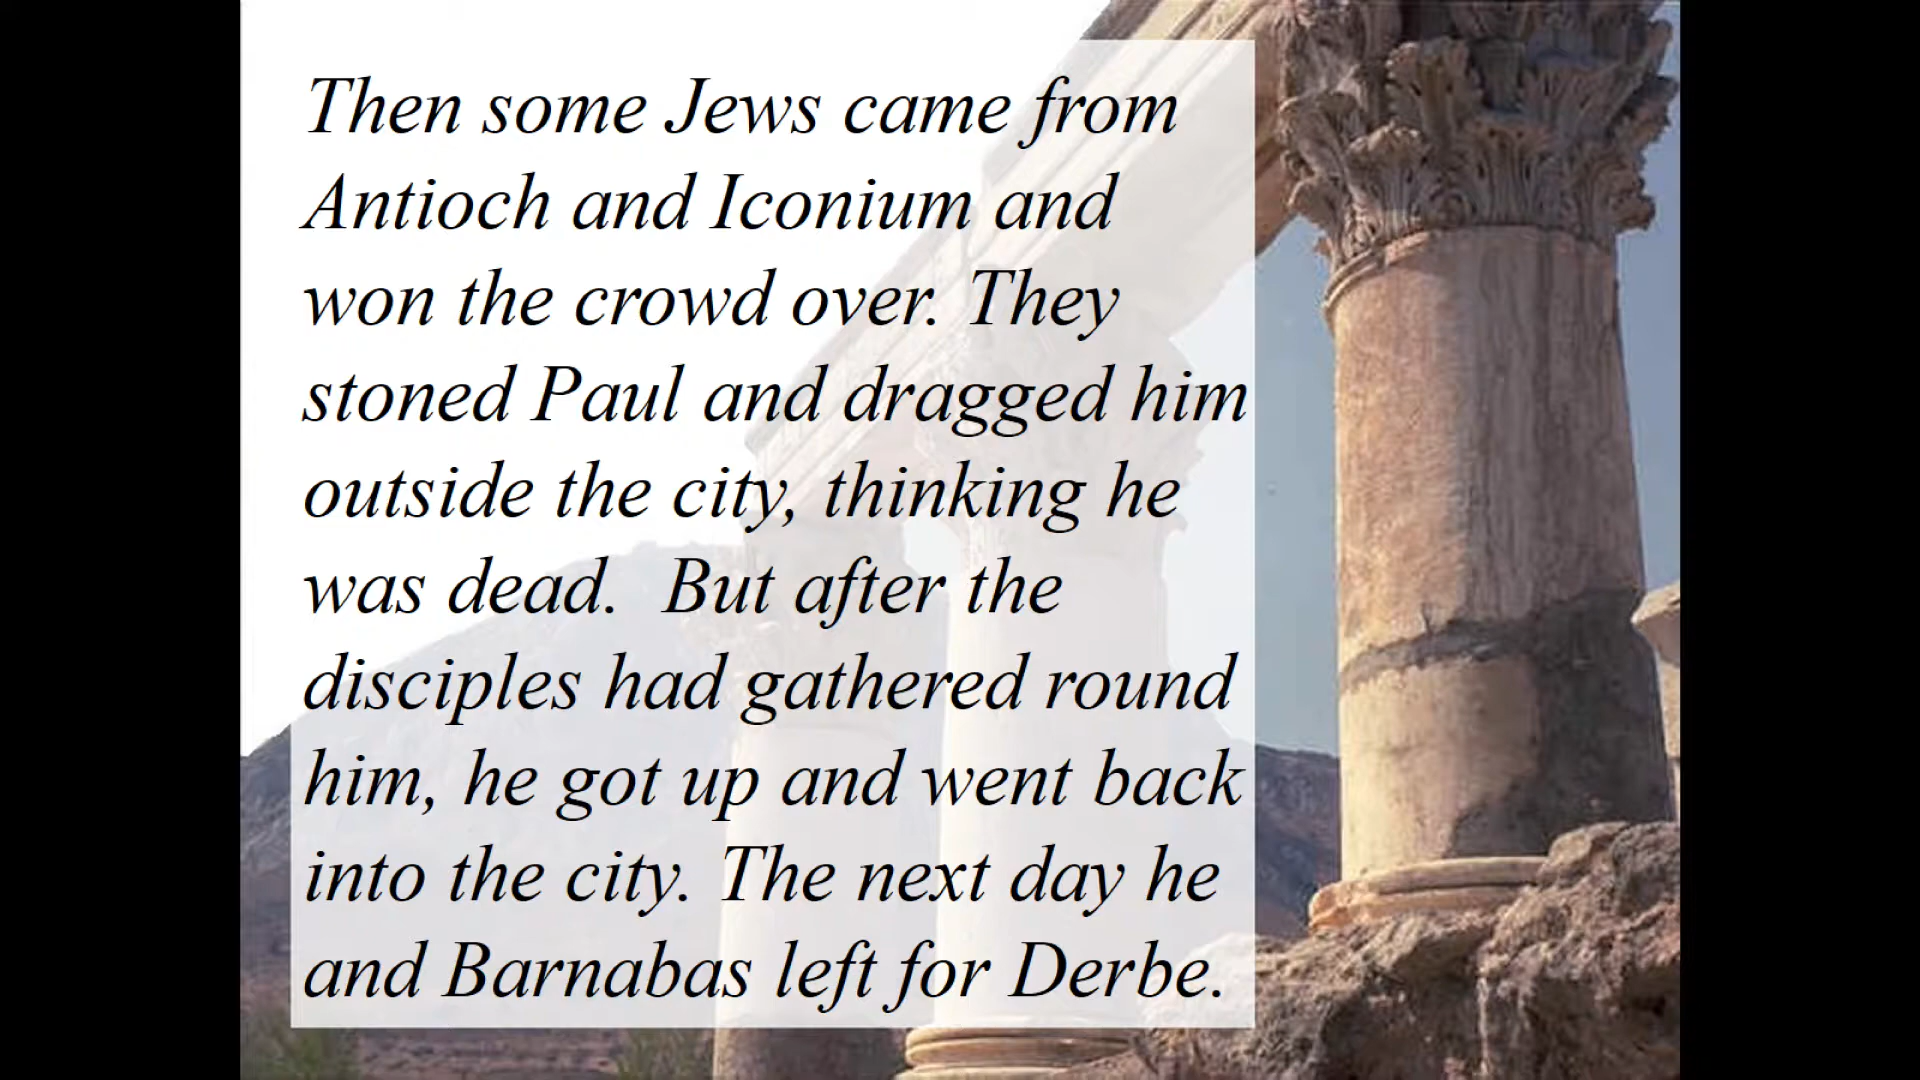 Then some Jews came from
Antioch and Iconium and
won the crowd over. They
stoned Paul and dragged him
outside the city, thinking he
was dead.  But after the
disciples had gathered round
him, he got up and went back
into the city. The next day he
and Barnabas left for Derbe.